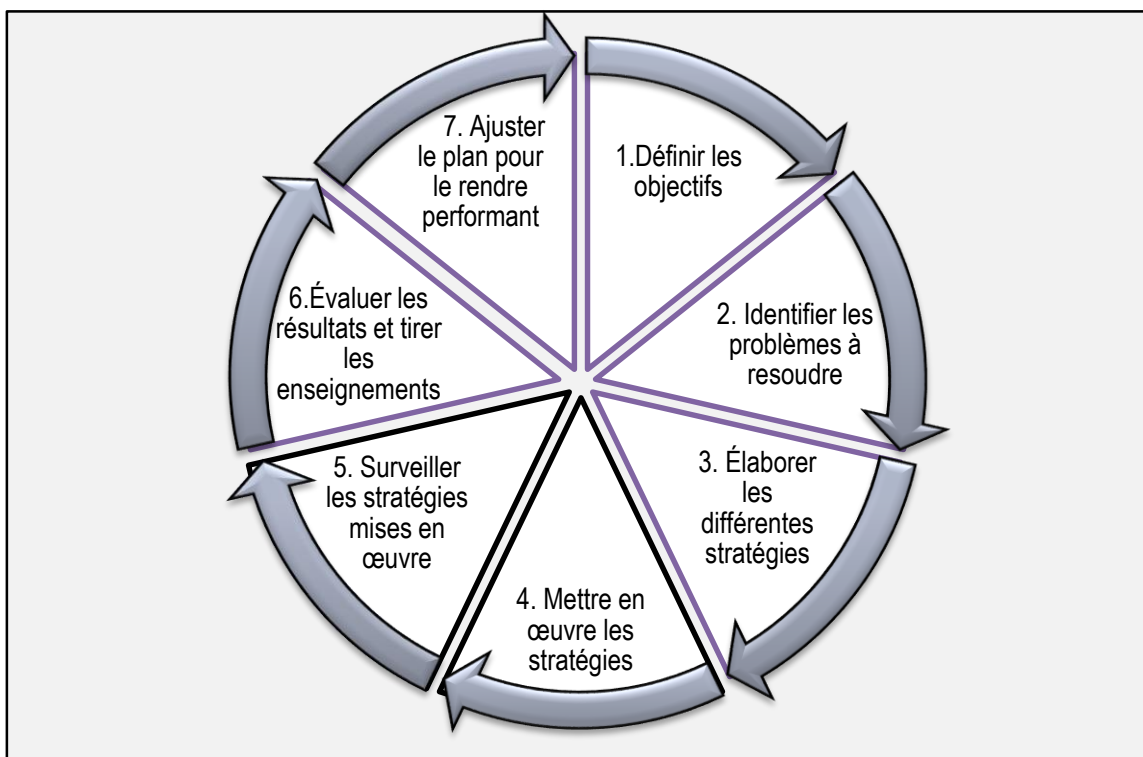 1.Définir les
objectifs
2. Identifier les
problèmes à
resoudre
3. Élaborer
les
différentes
stratégies
4. Mettre en
œuvre les
stratégies
5. Surveiller
les stratégies
mises en
œuvre
6.Évaluer les
résultats et tirer
les
enseignements
7. Ajuster
le plan pour
le rendre
performant